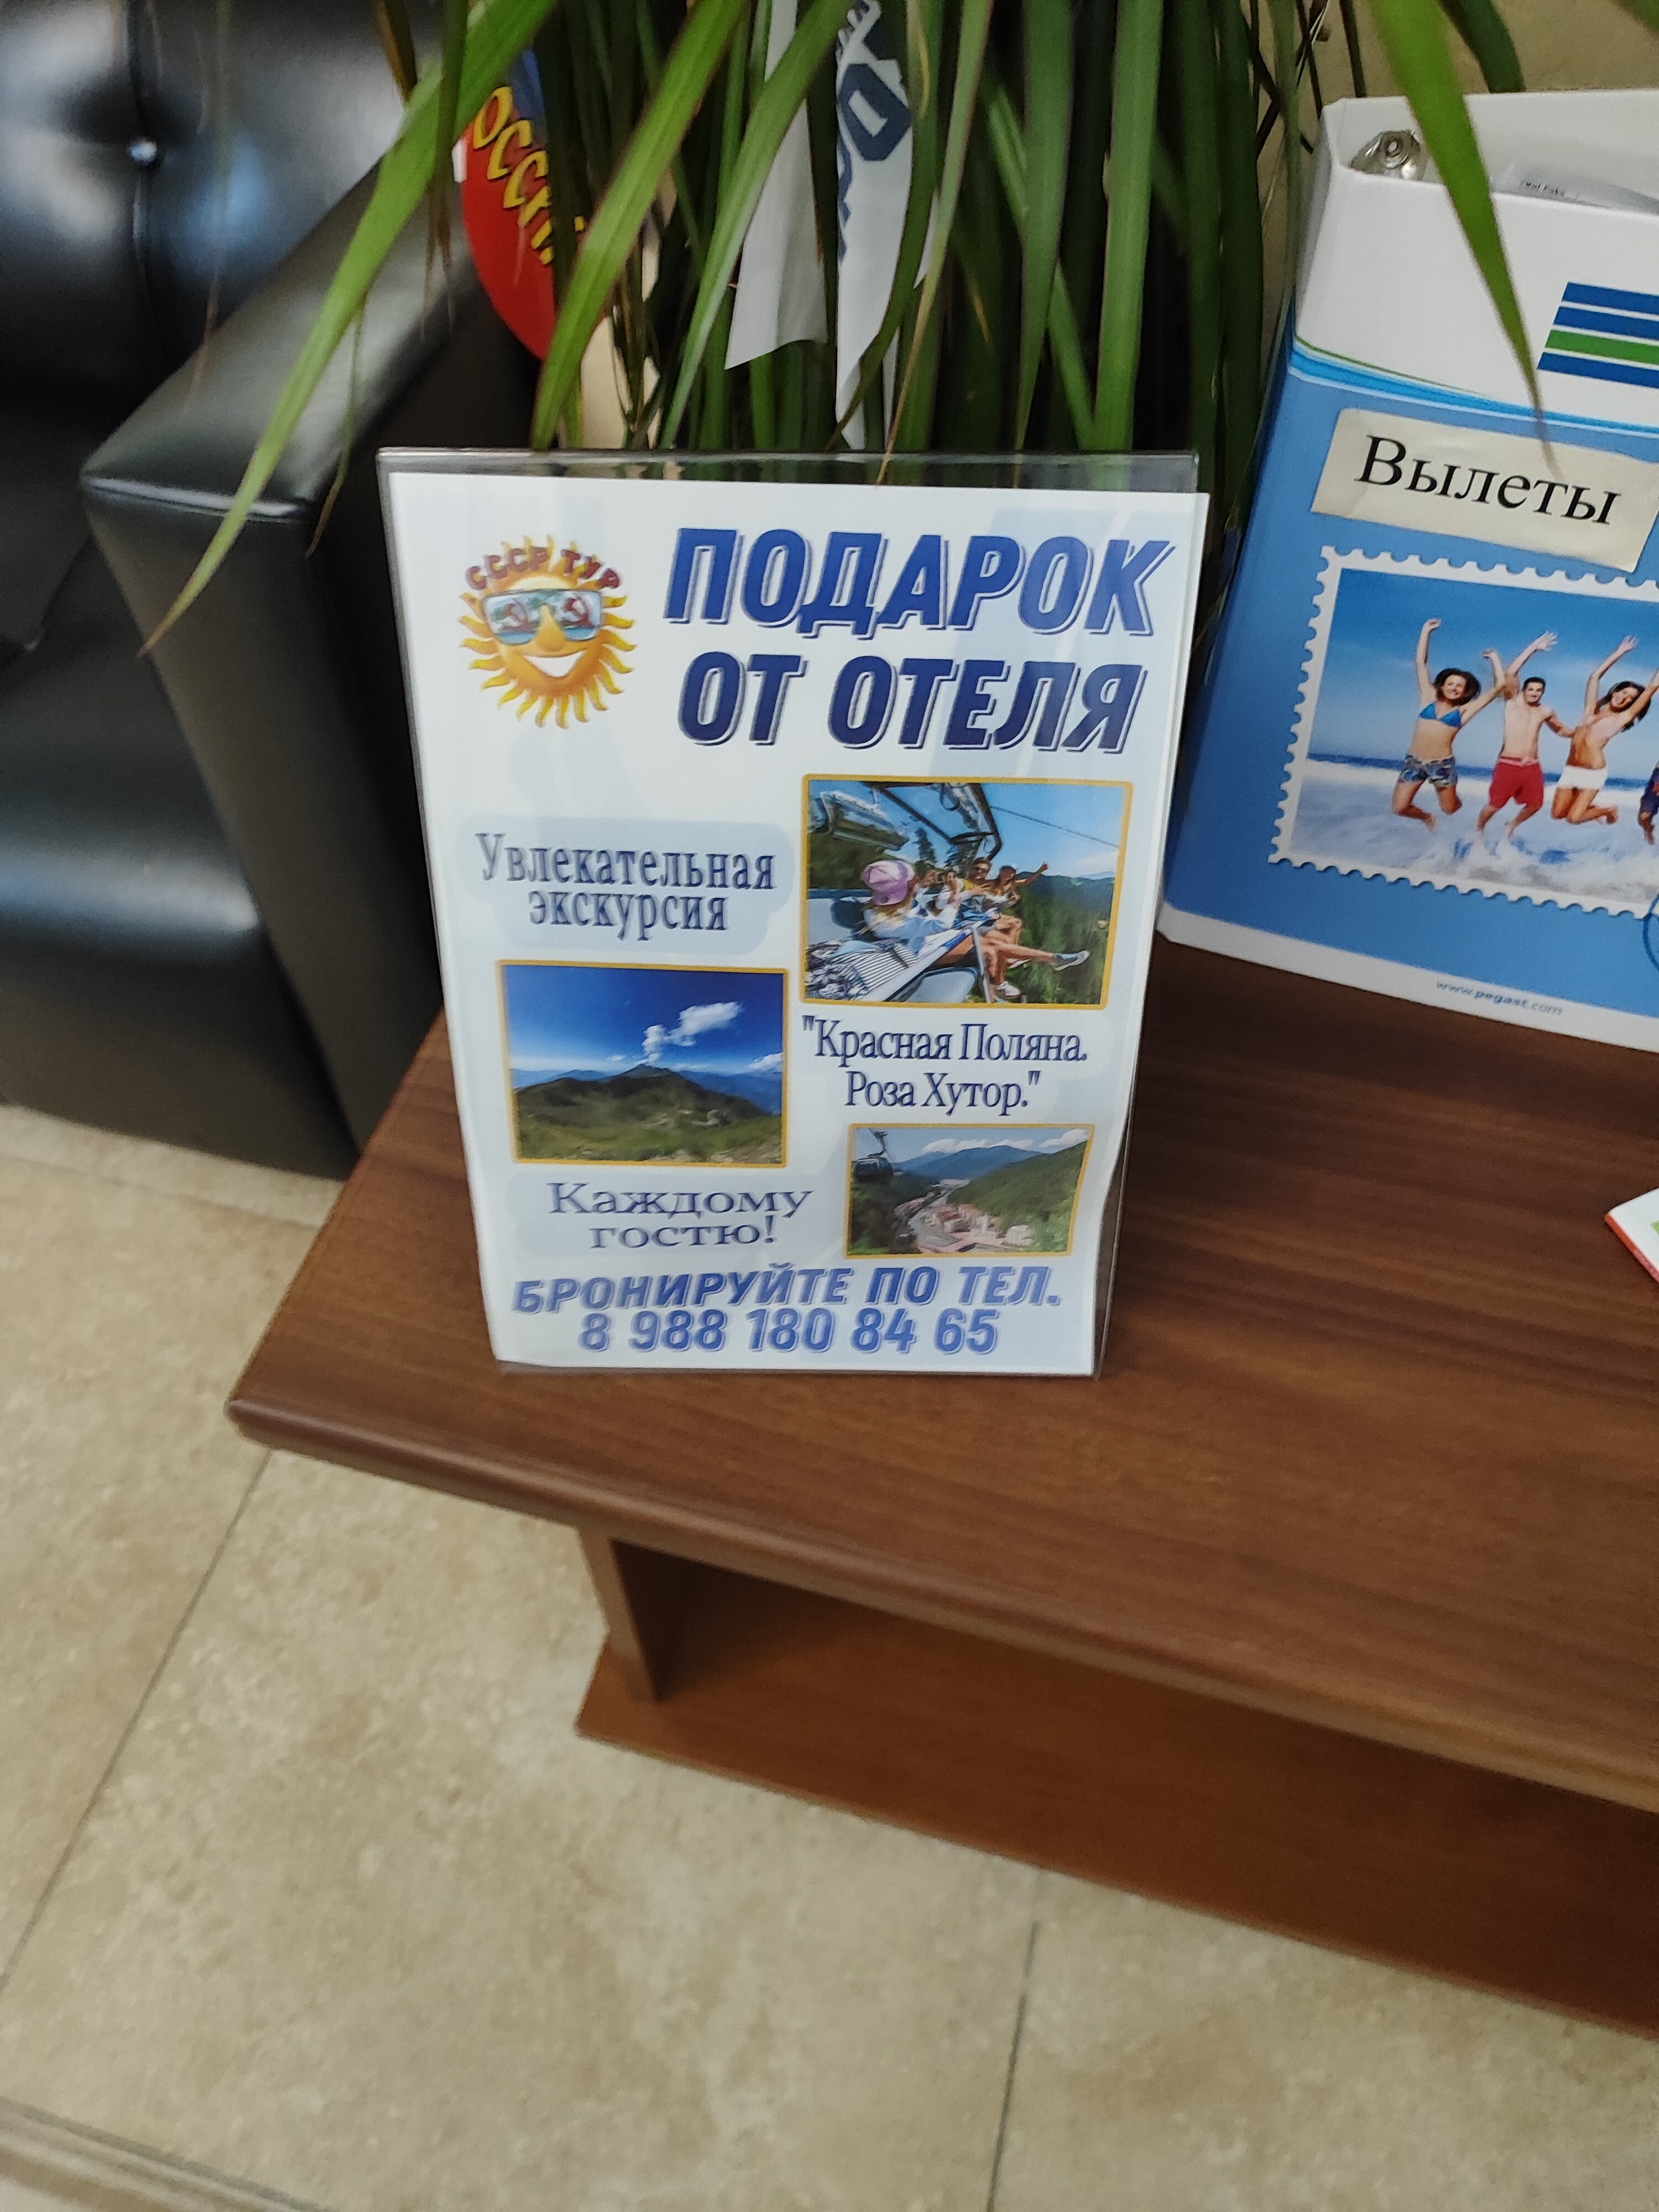 СССР ТУР
ПОДАРОК
ОТ ОТЕЛЯ
Увлекательная
экскурсия
"Красная Поляна.
Роза Хутор."
Каждому
гостю!
БРОНИРУЙТЕ ПО ТЕЛ.
8 988 180 84 65
Вылеты
www.pegast.com